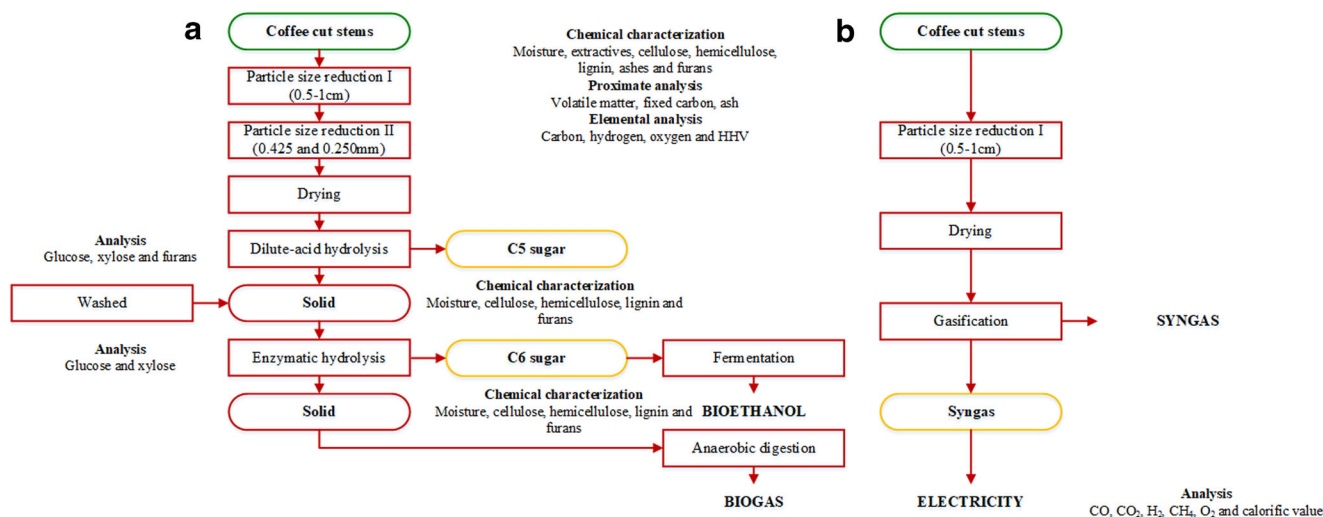 a
Coffee cut stems
Particle size reduction I
(0.5-1cm)
Particle size reduction II
(0.425 and 0.250mm)
Drying
Analysis
Glucose, xylose and furans
Dilute-acid hydrolysis
C5 sugar
Washed
Solid
Chemical characterization
Moisture, cellulose, hemicellulose, lignin and
furans
Analysis
Glucose and xylose
Enzymatic hydrolysis
C6 sugar
Fermentation
BIOETHANOL
Solid
Chemical characterization
Moisture, cellulose, hemicellulose, lignin and
furans
Anaerobic digestion
BIOGAS
Chemical characterization
Moisture, extractives, cellulose, hemicellulose,
lignin, ashes and furans
Proximate analysis
Volatile matter, fixed carbon, ash
Elemental analysis
Carbon, hydrogen, oxygen and HHV
b
Coffee cut stems
Particle size reduction I
(0.5-1cm)
Drying
Gasification
SYNGAS
Syngas
ELECTRICITY
Analysis
CO, CO₂, H₂, CH₄, O₂ and calorific value